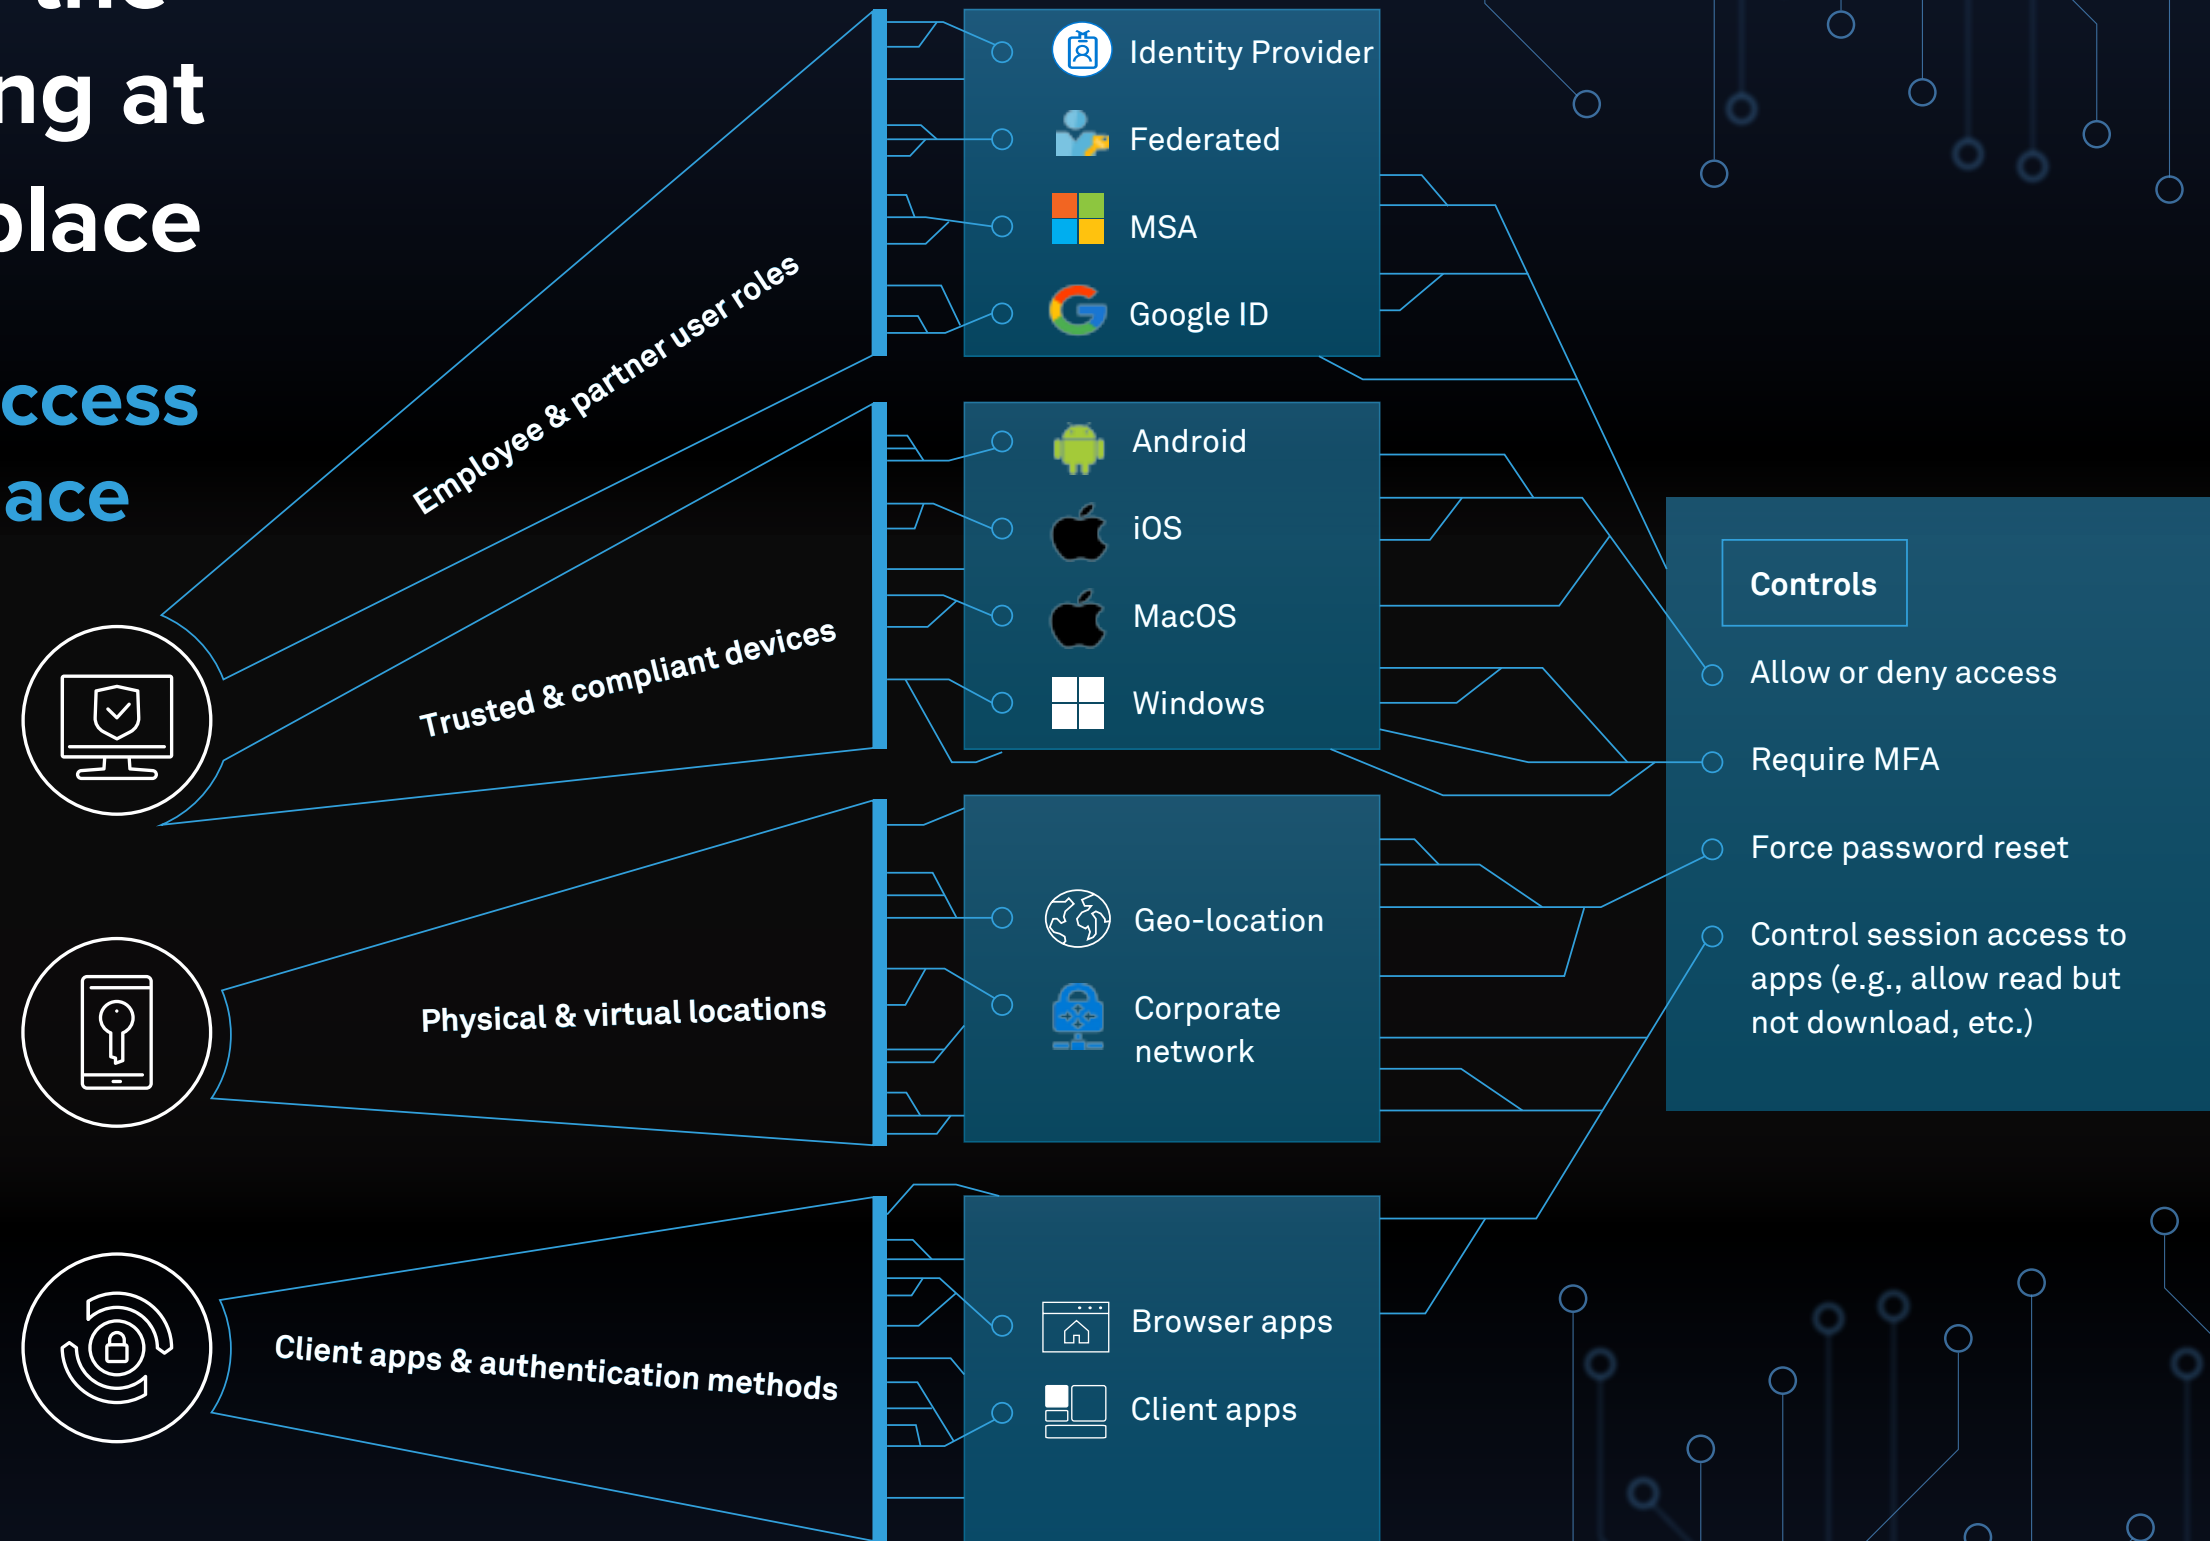 the
ng at
place
ccess
ace
Employee & partner user roles
Identity Provider
Federated
MSA
Google ID
Trusted & compliant devices
Android
iOS
MacOS
Windows
Physical & virtual locations
Geo-location
Corporate
network
Client apps & authentication methods
Browser apps
Client apps
Controls
Allow or deny access
Require MFA
Force password reset
Control session access to
apps (e.g., allow read but
not download, etc.)